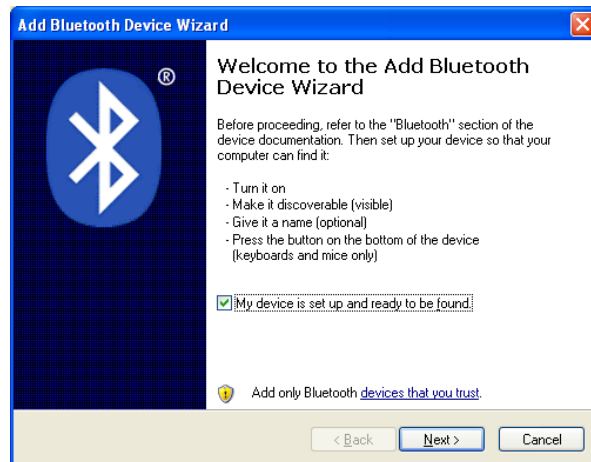 Add Bluetooth Device Wizard
®
Welcome to the Add Bluetooth
Device Wizard
Before proceeding, refer to the "Bluetooth" section of the
device documentation. Then set up your device so that your
computer can find it:
- Turn it on
- Make it discoverable (visible)
- Give it a name (optional)
- Press the button on the bottom of the device
(keyboards and mice only)
My device is set up and ready to be found.
Add only Bluetooth devices that you trust.
< Back Next > Cancel